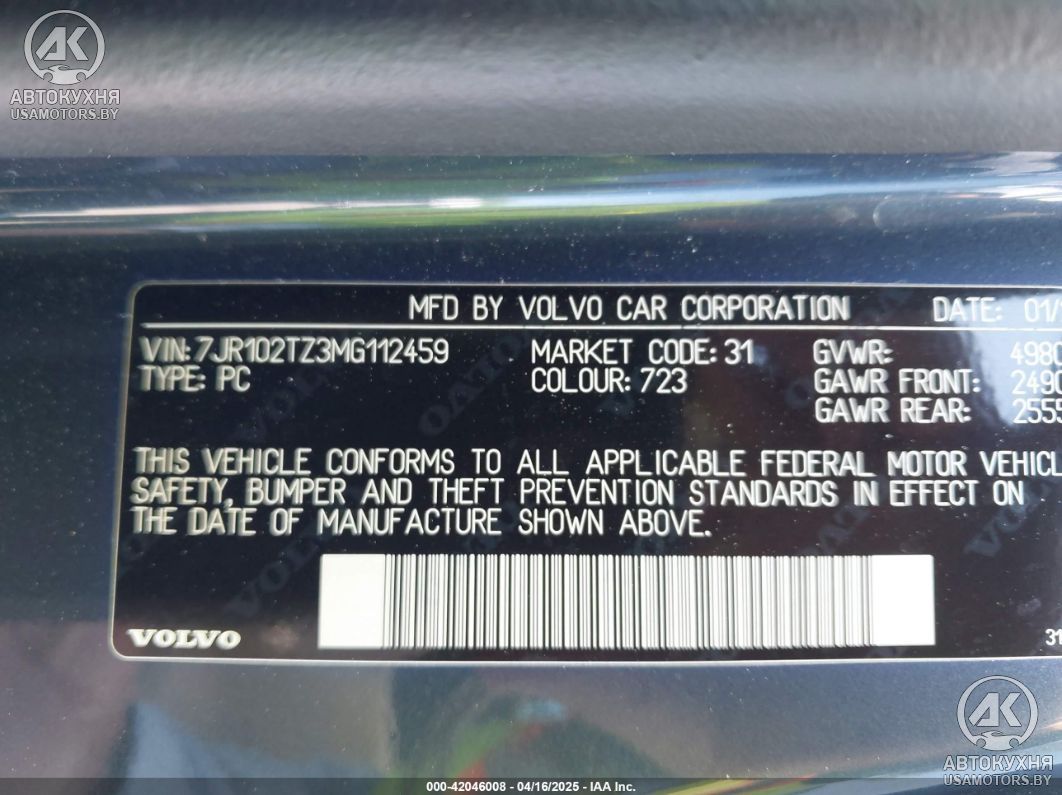 АК
АВТОКУХНЯ
USAMOTORS.BY
MFD BY VOLVO CAR CORPORATION DATE: 01/
VIN: 7JR102TZ3MG112459 MARKET CODE: 31 GVWR: 4980
TYPE: PC COLOUR: 723 GAWR FRONT: 2490
GAWR REAR: 2555
THIS VEHICLE CONFORMS TO ALL APPLICABLE FEDERAL MOTOR VEHICL
SAFETY, BUMPER AND THEFT PREVENTION STANDARDS IN EFFECT ON
THE DATE OF MANUFACTURE SHOWN ABOVE.
VOLVO 31
АК
АВТОКУХНЯ
USAMOTORS.BY
000-42046008 - 04/16/2025 - IAA Inc.